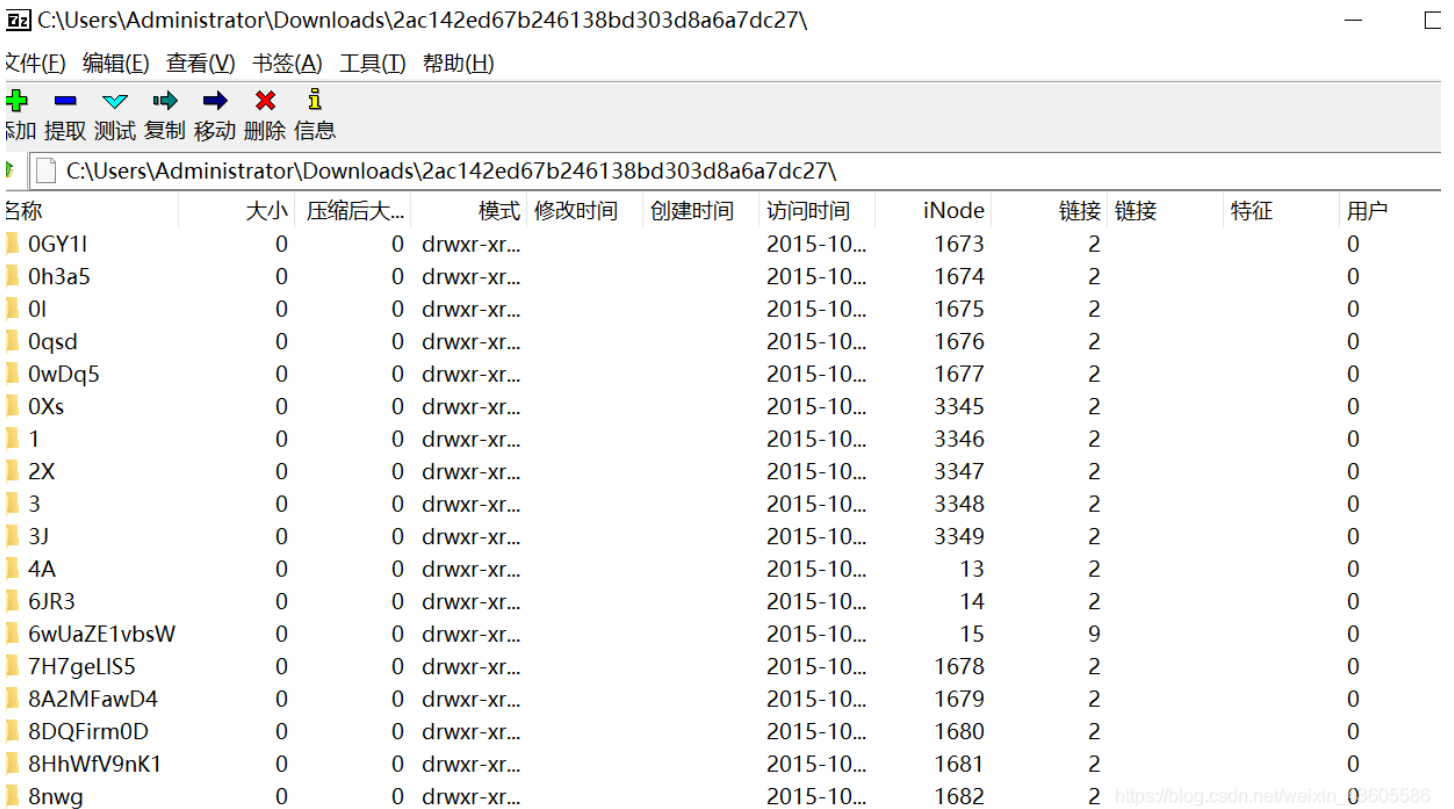 C:\Users\Administrator\Downloads\2ac142ed67b246138bd303d8a6a7dc27\
文件(F) 编辑(E) 查看(V) 书签(A) 工具(T) 帮助(H)
添加 提取 测试 复制 移动 删除 信息
C:\Users\Administrator\Downloads\2ac142ed67b246138bd303d8a6a7dc27\
名称 大小 压缩后大... 模式 修改时间 创建时间 访问时间 iNode 链接 链接 特征 用户
0GY1I 0 0 drwxr-xr... 2015-10... 1673 2 0
0h3a5 0 0 drwxr-xr... 2015-10... 1674 2 0
0l 0 0 drwxr-xr... 2015-10... 1675 2 0
0qsd 0 0 drwxr-xr... 2015-10... 1676 2 0
0wDq5 0 0 drwxr-xr... 2015-10... 1677 2 0
0Xs 0 0 drwxr-xr... 2015-10... 3345 2 0
1 0 0 drwxr-xr... 2015-10... 3346 2 0
2X 0 0 drwxr-xr... 2015-10... 3347 2 0
3 0 0 drwxr-xr... 2015-10... 3348 2 0
3J 0 0 drwxr-xr... 2015-10... 3349 2 0
4A 0 0 drwxr-xr... 2015-10... 13 2 0
6JR3 0 0 drwxr-xr... 2015-10... 14 2 0
6wUaZE1vbsW 0 0 drwxr-xr... 2015-10... 15 9 0
7H7geLlS5 0 0 drwxr-xr... 2015-10... 1678 2 0
8A2MFawD4 0 0 drwxr-xr... 2015-10... 1679 2 0
8DQFirm0D 0 0 drwxr-xr... 2015-10... 1680 2 0
8HhWfV9nK1 0 0 drwxr-xr... 2015-10... 1681 2 0
8nwg 0 0 drwxr-xr... 2015-10... 1682 2 0
https://blog.csdn.net/weixin_43605586